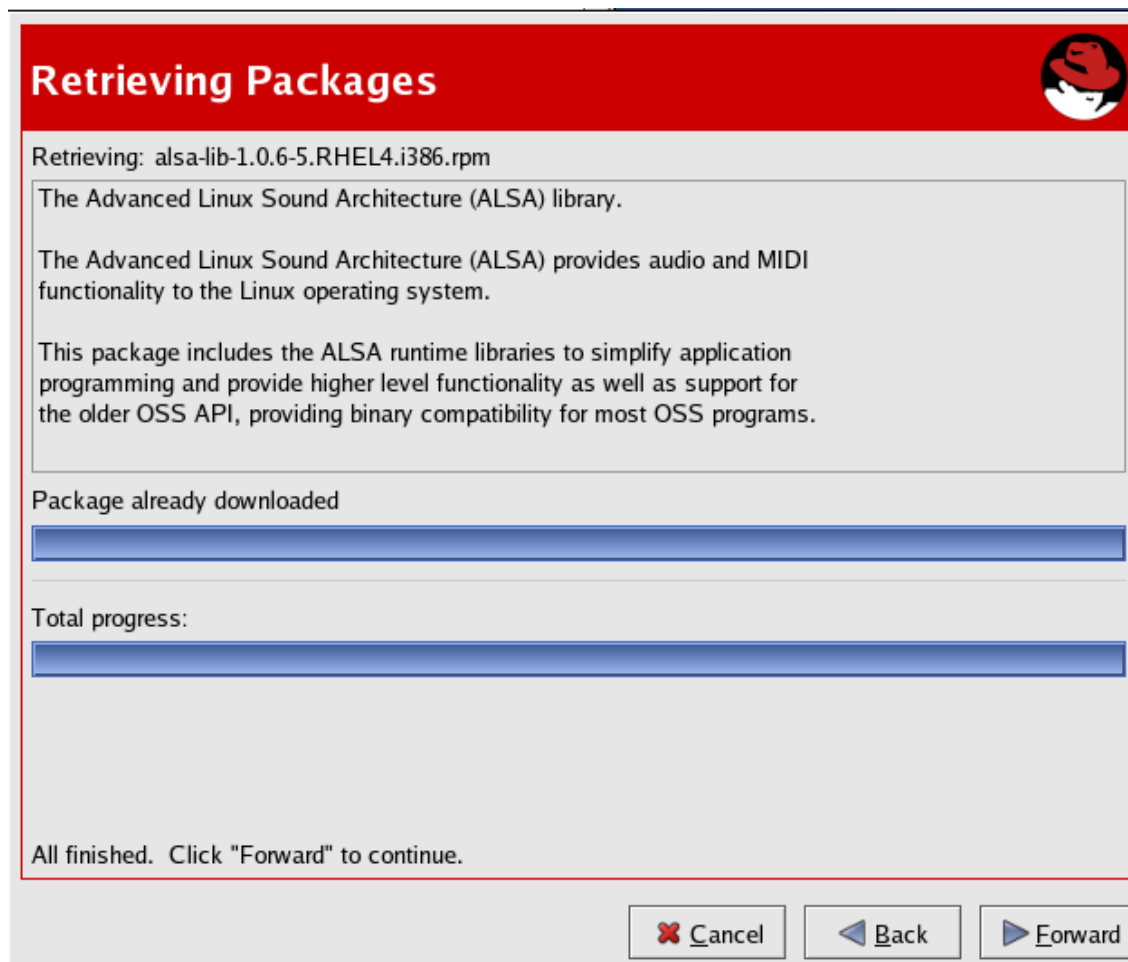 Retrieving Packages
Retrieving: alsa-lib-1.0.6-5.RHEL4.i386.rpm
The Advanced Linux Sound Architecture (ALSA) library.
The Advanced Linux Sound Architecture (ALSA) provides audio and MIDI
functionality to the Linux operating system.
This package includes the ALSA runtime libraries to simplify application
programming and provide higher level functionality as well as support for
the older OSS API, providing binary compatibility for most OSS programs.
Package already downloaded
Total progress:
All finished.  Click "Forward" to continue.
Cancel
Back
Forward